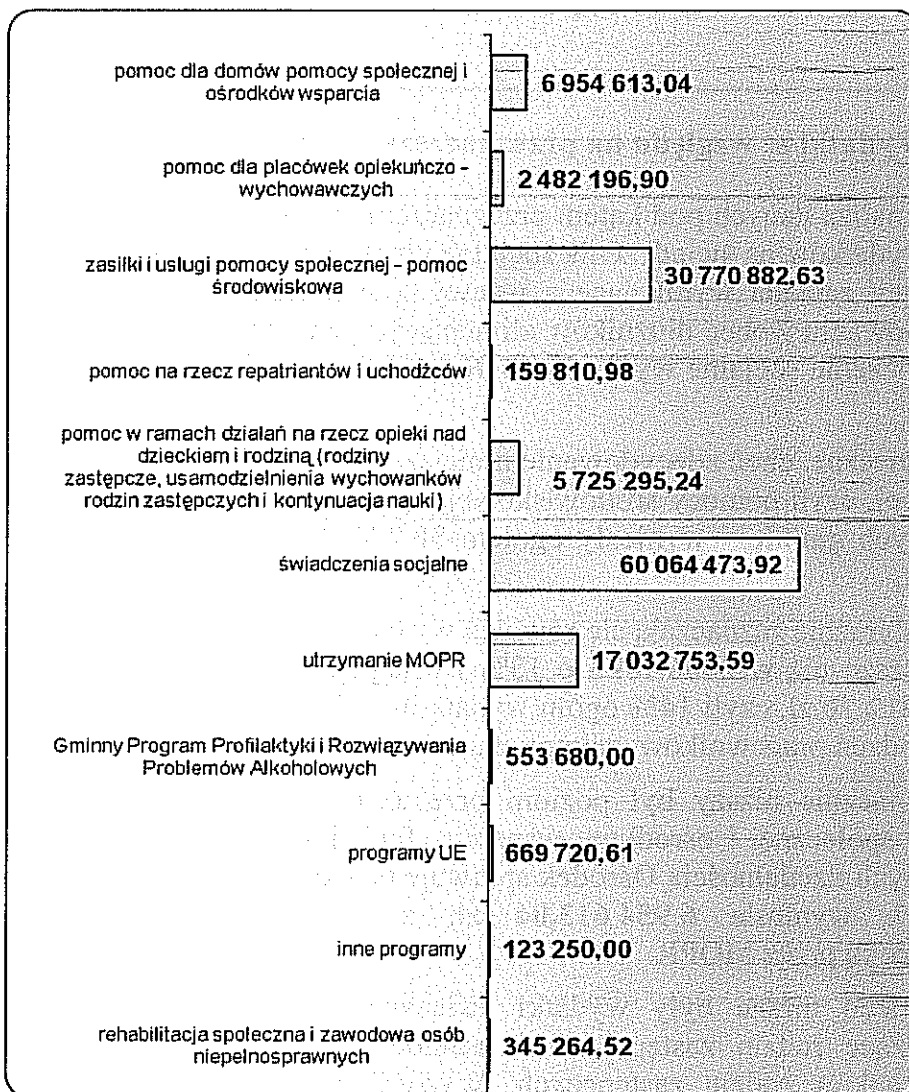 pomoc dla domów pomocy społecznej i
ośrodków wsparcia
6 954 613,04
pomoc dla placówek opiekuńczo -
wychowawczych
2 482 196,90
zasiłki i usługi pomocy społecznej - pomoc
środowiskowa
30 770 882,63
pomoc na rzecz repatriantów i uchodźców
159 810,98
pomoc w ramach działań na rzecz opieki nad
dzieckiem i rodziną (rodziny
zastępcze, usamodzielnienia wychowanków
rodzin zastępczych i kontynuacja nauki)
5 725 295,24
świadczenia socjalne
60 064 473,92
utrzymanie MOPR
17 032 753,59
Gminny Program Profilaktyki i Rozwiązywania
Problemów Alkoholowych
553 680,00
programy UE
669 720,61
inne programy
123 250,00
rehabilitacja społeczna i zawodowa osób
niepełnosprawnych
345 264,52